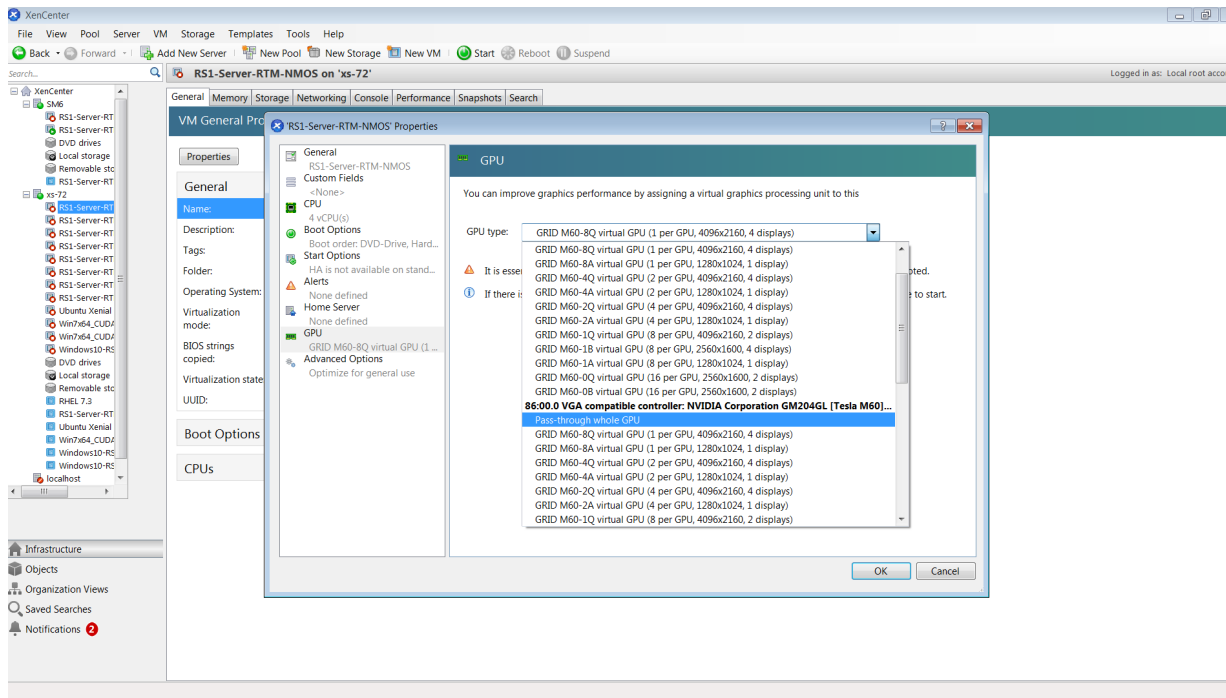 XenCenter
File View Pool Server VM Storage Templates Tools Help
Back Forward Add New Server New Pool New Storage New VM Start Reboot Suspend
Search...
RS1-Server-RTM-NMOS on 'xs-72'
Logged in as: Local root acco
XenCenter
SM6
RS1-Server-RT
RS1-Server-RT
DVD drives
Local storage
Removable sto
RS1-Server-RT
xs-72
RS1-Server-RT
RS1-Server-RT
RS1-Server-RT
RS1-Server-RT
RS1-Server-RT
RS1-Server-RT
RS1-Server-RT
RS1-Server-RT
Ubuntu Xenial
Win7x64_CUDA
Win7x64_CUDA
Windows10-RS
DVD drives
Local storage
Removable sto
RHEL 7.3
RS1-Server-RT
Ubuntu Xenial
Win7x64_CUDA
Windows10-RS
Windows10-RS
localhost
Infrastructure
Objects
Organization Views
Saved Searches
Notifications 2
General Memory Storage Networking Console Performance Snapshots Search
VM General Pro
Properties
General
Name:
Description:
Tags:
Folder:
Operating System:
Virtualization
mode:
BIOS strings
copied:
Virtualization state
UUID:
Boot Options
CPUs
'RS1-Server-RTM-NMOS' Properties
General
RS1-Server-RTM-NMOS
Custom Fields
<None>
CPU
4 vCPU(s)
Boot Options
Boot order: DVD-Drive, Hard...
Start Options
HA is not available on stand...
Alerts
None defined
Home Server
None defined
GPU
GRID M60-8Q virtual GPU (1 ...
Advanced Options
Optimize for general use
GPU
You can improve graphics performance by assigning a virtual graphics processing unit to this
GPU type: GRID M60-8Q virtual GPU (1 per GPU, 4096x2160, 4 displays)
It is esse
pted.
If there i
e to start.
GRID M60-8Q virtual GPU (1 per GPU, 4096x2160, 4 displays)
GRID M60-8A virtual GPU (1 per GPU, 1280x1024, 1 display)
GRID M60-4Q virtual GPU (2 per GPU, 4096x2160, 4 displays)
GRID M60-4A virtual GPU (2 per GPU, 1280x1024, 1 display)
GRID M60-2Q virtual GPU (4 per GPU, 4096x2160, 4 displays)
GRID M60-2A virtual GPU (4 per GPU, 1280x1024, 1 display)
GRID M60-1Q virtual GPU (8 per GPU, 4096x2160, 2 displays)
GRID M60-1B virtual GPU (8 per GPU, 2560x1600, 4 displays)
GRID M60-1A virtual GPU (8 per GPU, 1280x1024, 1 display)
GRID M60-0Q virtual GPU (16 per GPU, 2560x1600, 2 displays)
GRID M60-0B virtual GPU (16 per GPU, 2560x1600, 2 displays)
86:00.0 VGA compatible controller: NVIDIA Corporation GM204GL [Tesla M60]...
Pass-through whole GPU
GRID M60-8Q virtual GPU (1 per GPU, 4096x2160, 4 displays)
GRID M60-8A virtual GPU (1 per GPU, 1280x1024, 1 display)
GRID M60-4Q virtual GPU (2 per GPU, 4096x2160, 4 displays)
GRID M60-4A virtual GPU (2 per GPU, 1280x1024, 1 display)
GRID M60-2Q virtual GPU (4 per GPU, 4096x2160, 4 displays)
GRID M60-2A virtual GPU (4 per GPU, 1280x1024, 1 display)
GRID M60-1Q virtual GPU (8 per GPU, 4096x2160, 2 displays)
OK Cancel